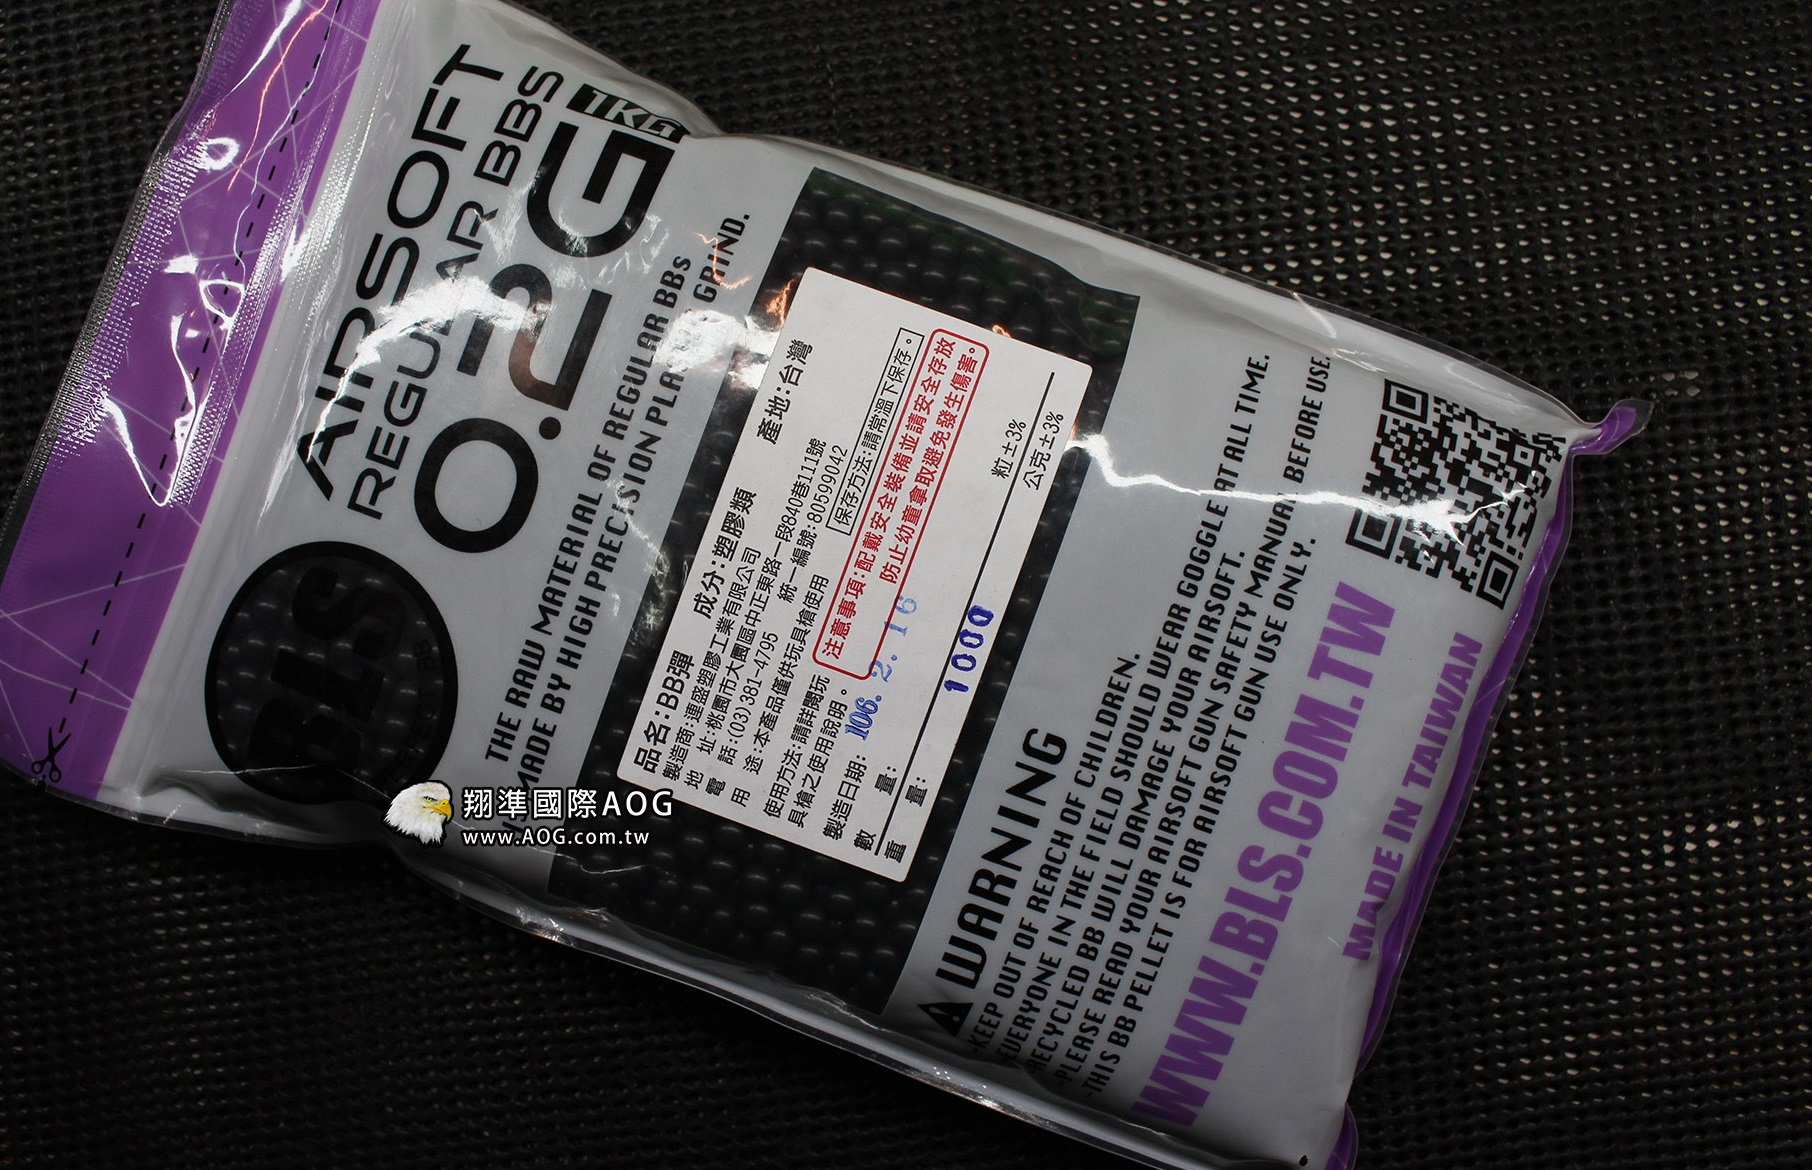 AIRSOFT
REGULAR BBS
0.2G
1KG
BLS
THE RAW MATERIAL OF REGULAR BBs
MADE BY HIGH PRECISION GRIND.
品名:BB彈 成分:塑膠類 產地:台灣
製造商:連盛塑膠工業有限公司
地 址:桃園市大園區中正東路一段840巷111號
電 話:(03)381-4795 統一編號:80599042
用 途:本產品僅供玩具槍使用 保存方法:請常溫下保存。
使用方法:請詳閱玩
具槍之使用說明。
注意事項:配戴安全裝備並請安全存放
防止幼童拿取避免發生傷害。
製造日期: 106. 2. 16
數 量: 粒±3%
重 量: 1000 公克±3%
WARNING
-KEEP OUT OF REACH OF CHILDREN.
EVERYONE IN THE FIELD SHOULD WEAR GOGGLE AT ALL TIME.
RECYCLED BB WILL DAMAGE YOUR AIRSOFT.
-PLEASE READ YOUR AIRSOFT GUN SAFETY MANUAL BEFORE USE.
-THIS BB PELLET IS FOR AIRSOFT GUN USE ONLY.
WWW.BLS.COM.TW
MADE IN TAIWAN
翔準國際AOG
www.AOG.com.tw